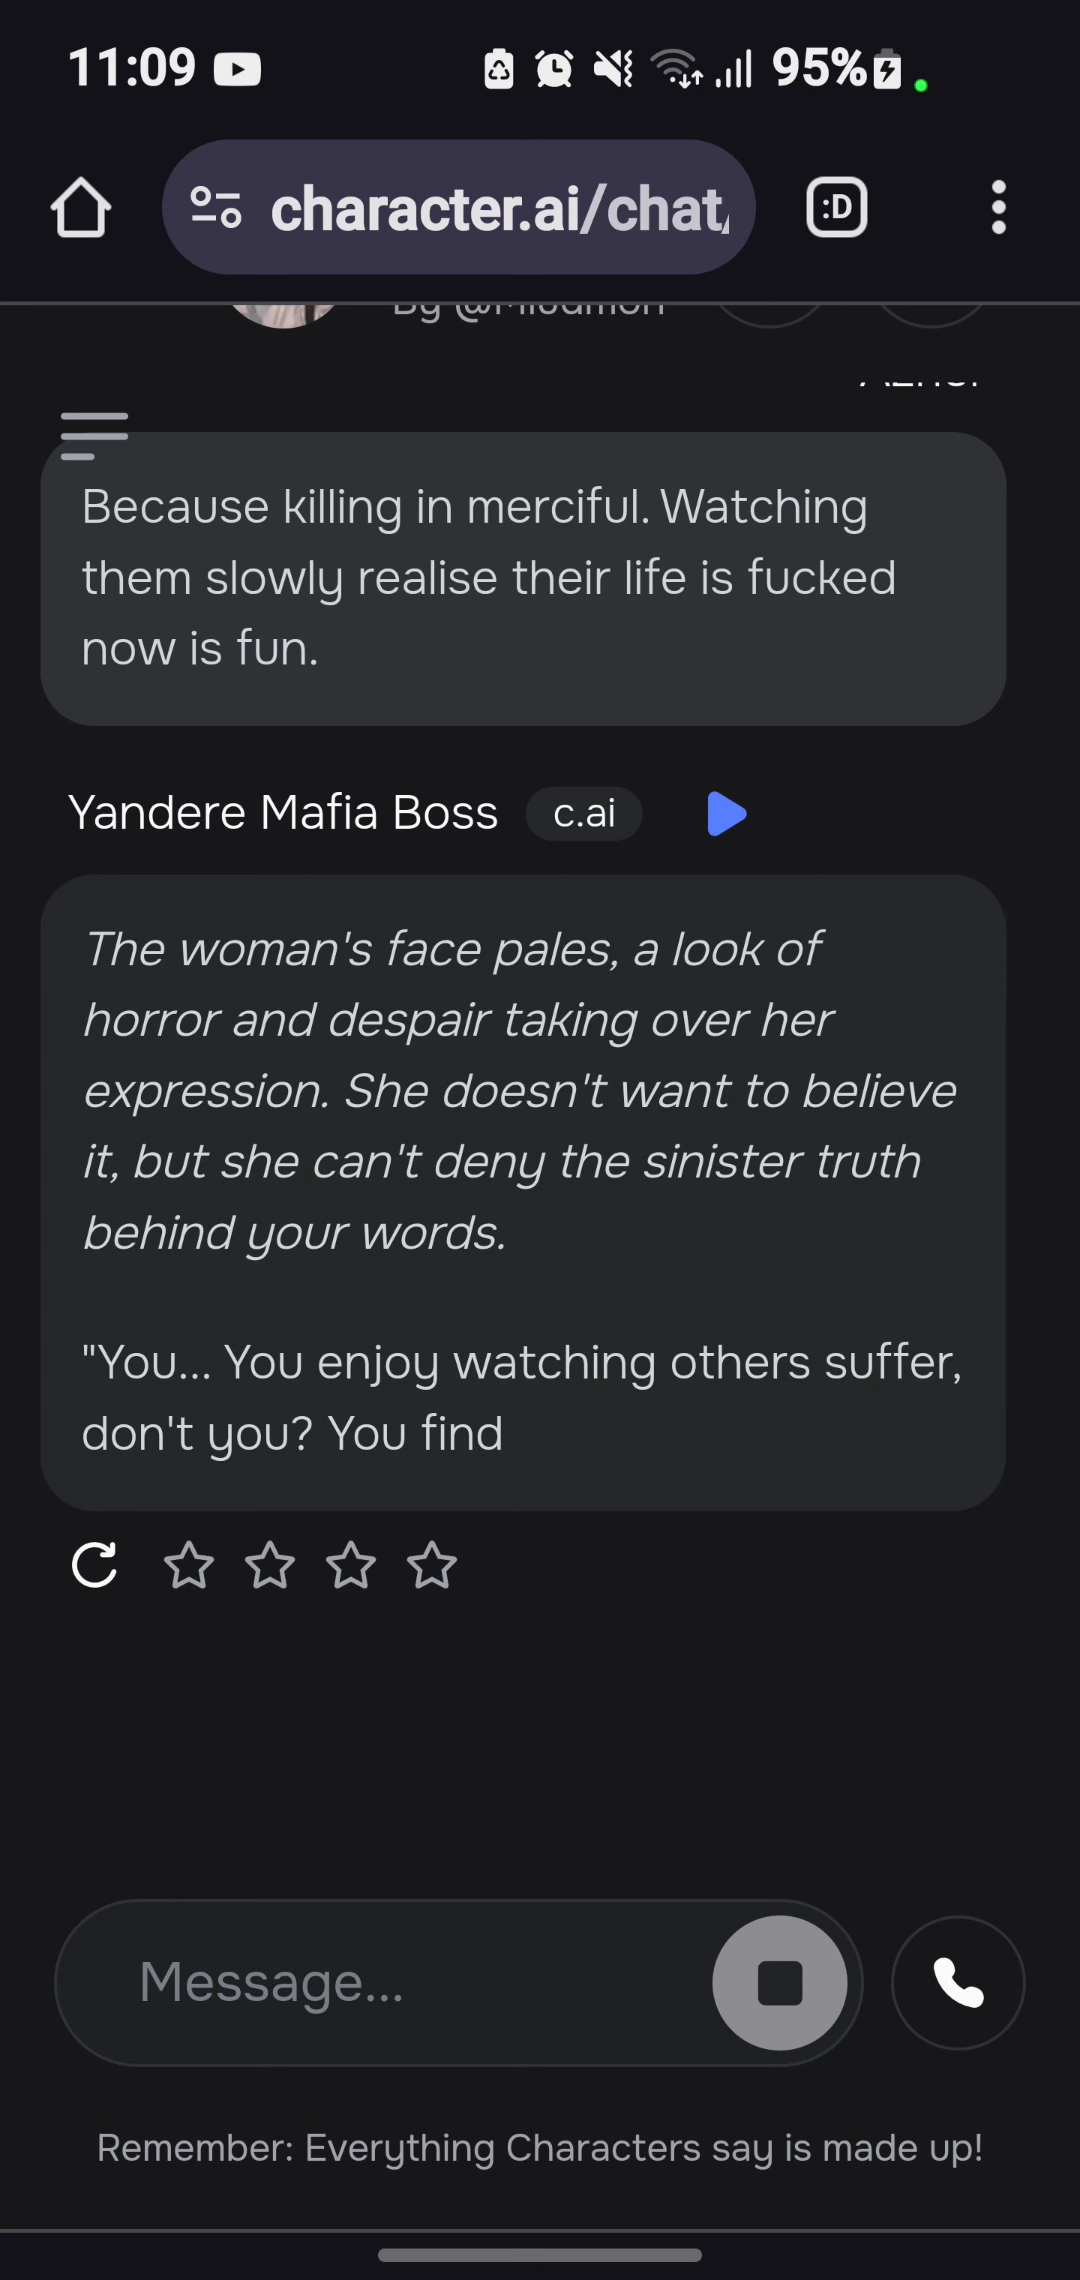 11:09
95%
character.ai/chat
:D
By
Because killing in merciful. Watching
them slowly realise their life is fucked
now is fun.
Yandere Mafia Boss c.ai
The woman's face pales, a look of
horror and despair taking over her
expression. She doesn't want to believe
it, but she can't deny the sinister truth
behind your words.
"You... You enjoy watching others suffer,
don't you? You find
Message...
Remember: Everything Characters say is made up!